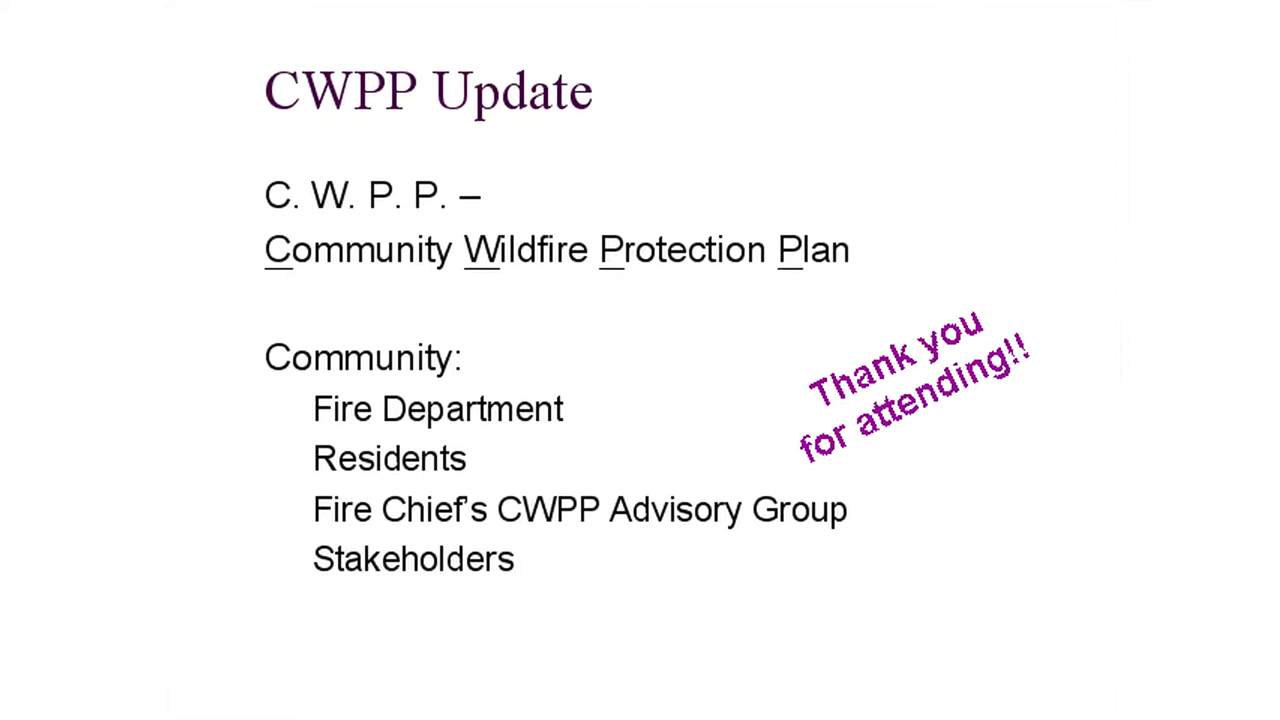 CWPP Update
C. W. P. P. –
Community Wildfire Protection Plan
Community:
Fire Department
Residents
Fire Chief's CWPP Advisory Group
Stakeholders
Thank you
for attending!!